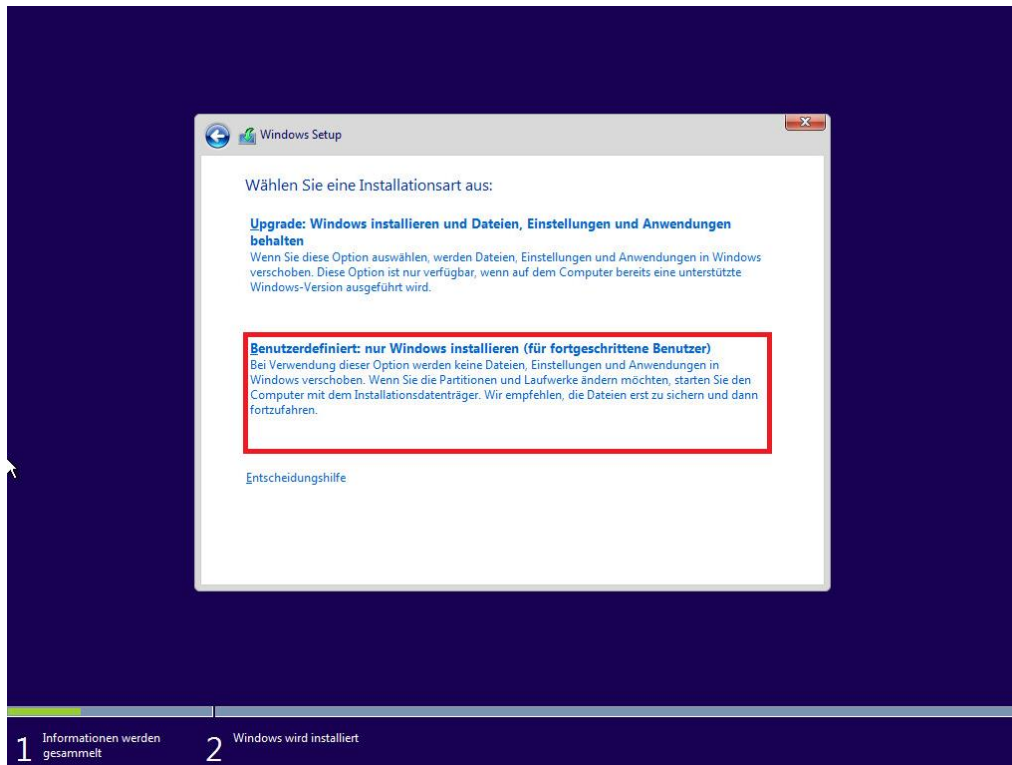 Windows Setup
Wählen Sie eine Installationsart aus:
Upgrade: Windows installieren und Dateien, Einstellungen und Anwendungen
behalten
Wenn Sie diese Option auswählen, werden Dateien, Einstellungen und Anwendungen in Windows
verschoben. Diese Option ist nur verfügbar, wenn auf dem Computer bereits eine unterstützte
Windows-Version ausgeführt wird.
Benutzerdefiniert: nur Windows installieren (für fortgeschrittene Benutzer)
Bei Verwendung dieser Option werden keine Dateien, Einstellungen und Anwendungen in
Windows verschoben. Wenn Sie die Partitionen und Laufwerke ändern möchten, starten Sie den
Computer mit dem Installationsdatenträger. Wir empfehlen, die Dateien erst zu sichern und dann
fortzufahren.
Entscheidungshilfe
1 Informationen werden
gesammelt
2 Windows wird installiert